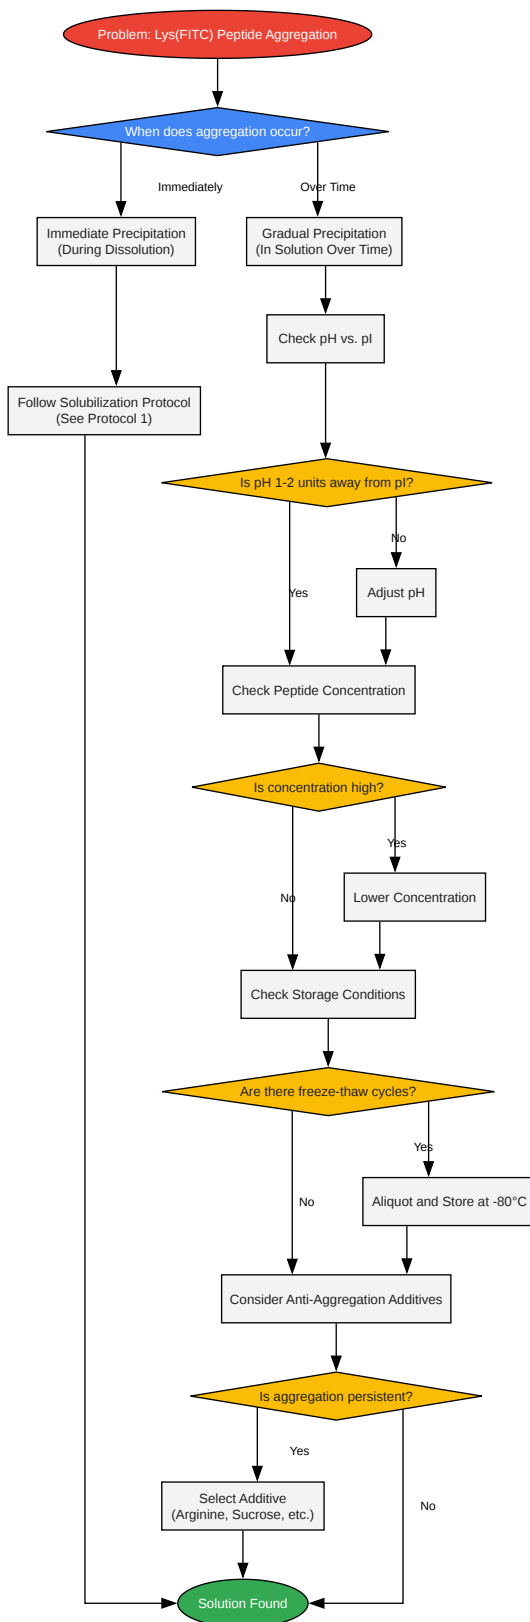 Problem: Lys(FITC) Peptide Aggregation
When does aggregation occur?
Immediately
Over Time
Immediate Precipitation
(During Dissolution)
Gradual Precipitation
(In Solution Over Time)
Check pH vs. pI
Follow Solubilization Protocol
(See Protocol 1)
Is pH 1-2 units away from pI?
No
Yes
Adjust pH
Check Peptide Concentration
Is concentration high?
Yes
No
Lower Concentration
Check Storage Conditions
Are there freeze-thaw cycles?
Yes
No
Aliquot and Store at -80°C
Consider Anti-Aggregation Additives
Is aggregation persistent?
Yes
No
Select Additive
(Arginine, Sucrose, etc.)
Solution Found